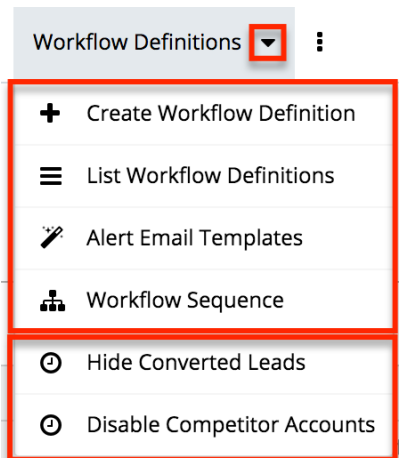 Workflow Definitions
Create Workflow Definition
List Workflow Definitions
Alert Email Templates
Workflow Sequence
Hide Converted Leads
Disable Competitor Accounts